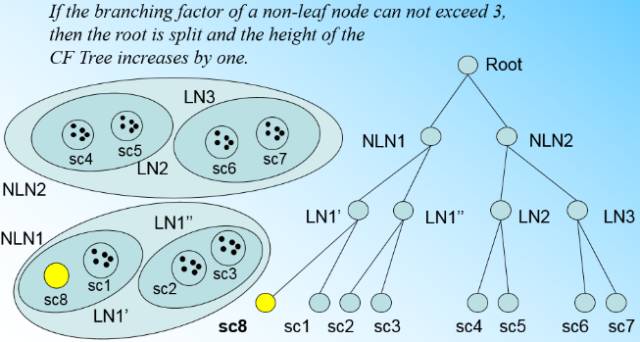 If the branching factor of a non-leaf node can not exceed 3,
then the root is split and the height of the
CF Tree increases by one.
Root
LN3
NLN1
NLN2
sc4
sc5
sc6
sc7
LN2
NLN2
LN1'
LN1”
LN2
LN3
NLN1
LN1”
sc8
sc1
sc2
sc3
LN1'
sc8
sc1
sc2
sc3
sc4
sc5
sc6
sc7